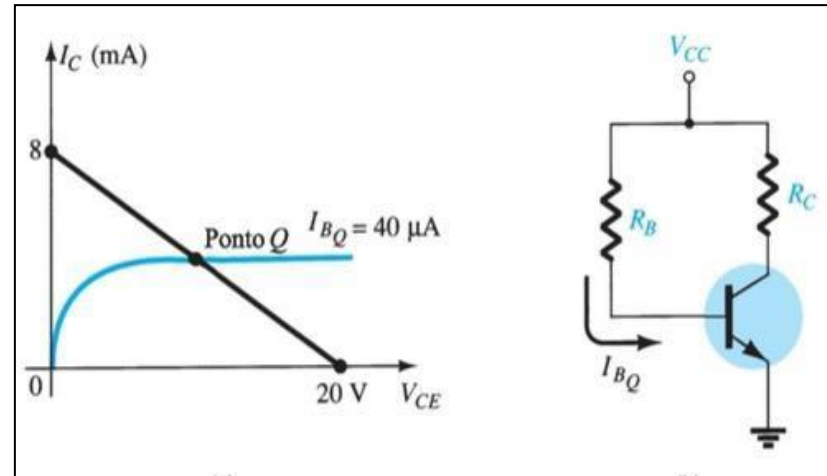 I_C (mA)
8
Ponto Q
I_BQ = 40 μA
0
20 V
V_CE
V_CC
R_B
R_C
I_BQ